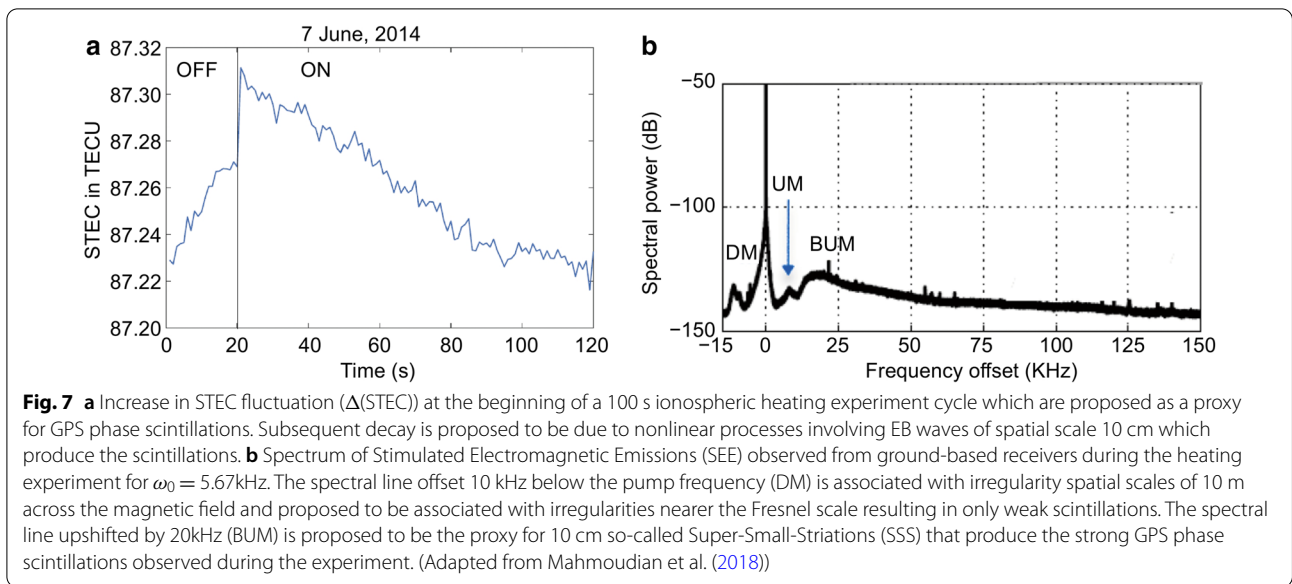 7 June, 2014
a
87.32
87.30
87.28
87.26
87.24
87.22
87.20
STEC in TECU
OFF
ON
0
20
40
60
80
100
120
Time (s)
b
−50
−100
−150
Spectral power (dB)
DM
UM
BUM
−15
0
25
50
75
100
125
150
Frequency offset (KHz)
Fig. 7 a Increase in STEC fluctuation (Δ(STEC)) at the beginning of a 100 s ionospheric heating experiment cycle which are proposed as a proxy
for GPS phase scintillations. Subsequent decay is proposed to be due to nonlinear processes involving EB waves of spatial scale 10 cm which
produce the scintillations. b Spectrum of Stimulated Electromagnetic Emissions (SEE) observed from ground-based receivers during the heating
experiment for ω₀ = 5.67kHz. The spectral line offset 10 kHz below the pump frequency (DM) is associated with irregularity spatial scales of 10 m
across the magnetic field and proposed to be associated with irregularities nearer the Fresnel scale resulting in only weak scintillations. The spectral
line upshifted by 20kHz (BUM) is proposed to be the proxy for 10 cm so-called Super-Small-Striations (SSS) that produce the strong GPS phase
scintillations observed during the experiment. (Adapted from Mahmoudian et al. (2018))